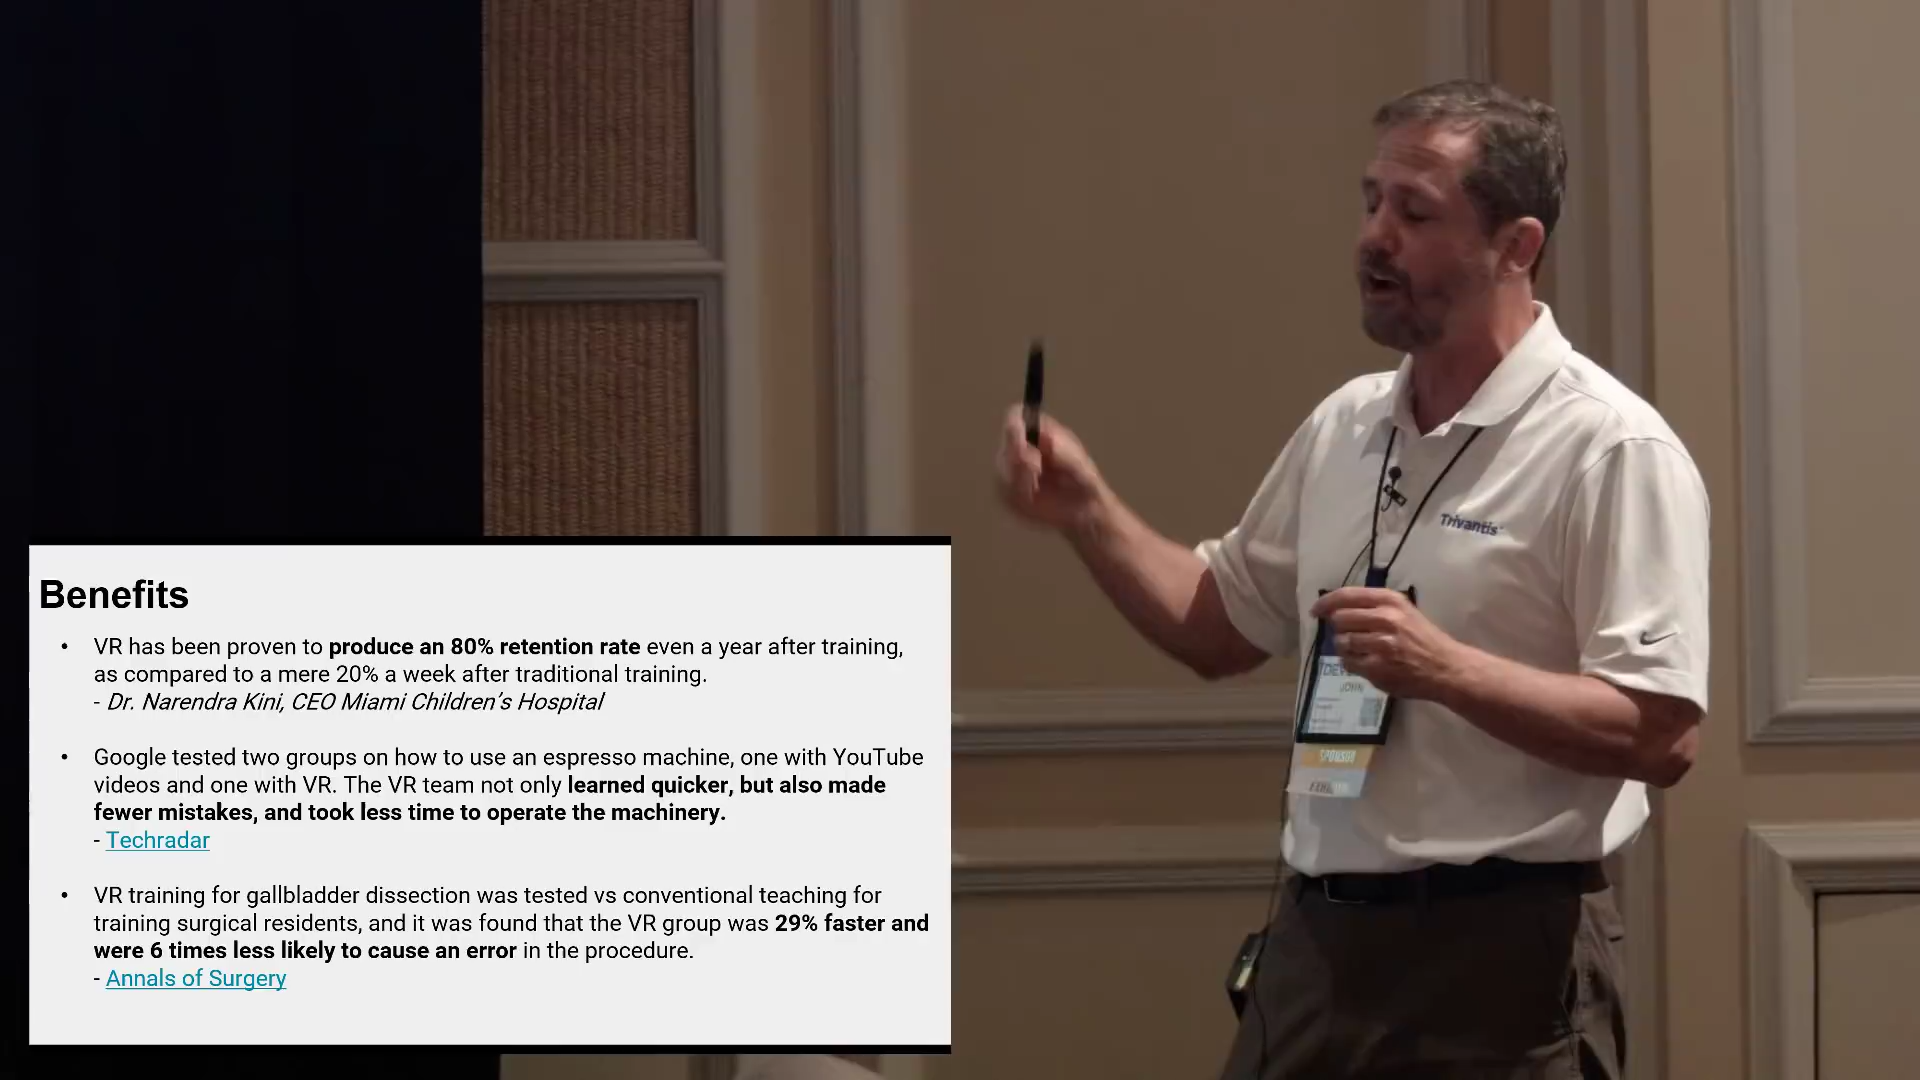 Benefits
• VR has been proven to produce an 80% retention rate even a year after training,
as compared to a mere 20% a week after traditional training.
- Dr. Narendra Kini, CEO Miami Children's Hospital
• Google tested two groups on how to use an espresso machine, one with YouTube
videos and one with VR. The VR team not only learned quicker, but also made
fewer mistakes, and took less time to operate the machinery.
- Techradar
• VR training for gallbladder dissection was tested vs conventional teaching for
training surgical residents, and it was found that the VR group was 29% faster and
were 6 times less likely to cause an error in the procedure.
- Annals of Surgery
Trivantis
JOHN
SPONSOR